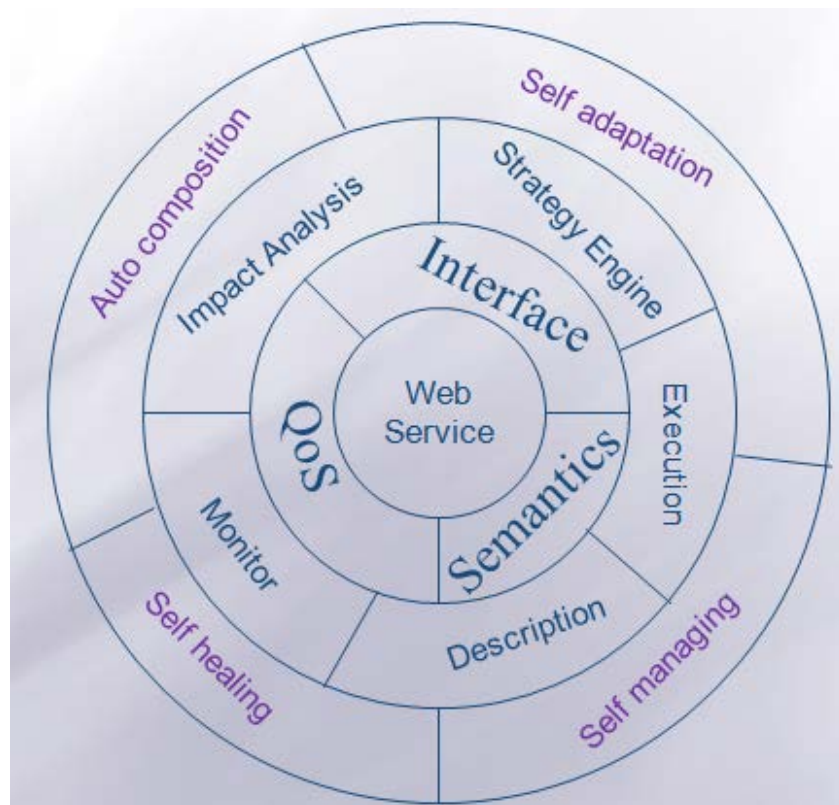 Self adaptation
Auto composition
Strategy Engine
Impact Analysis
Interface
Web
Service
Execution
QoS
Semantics
Monitor
Description
Self healing
Self managing